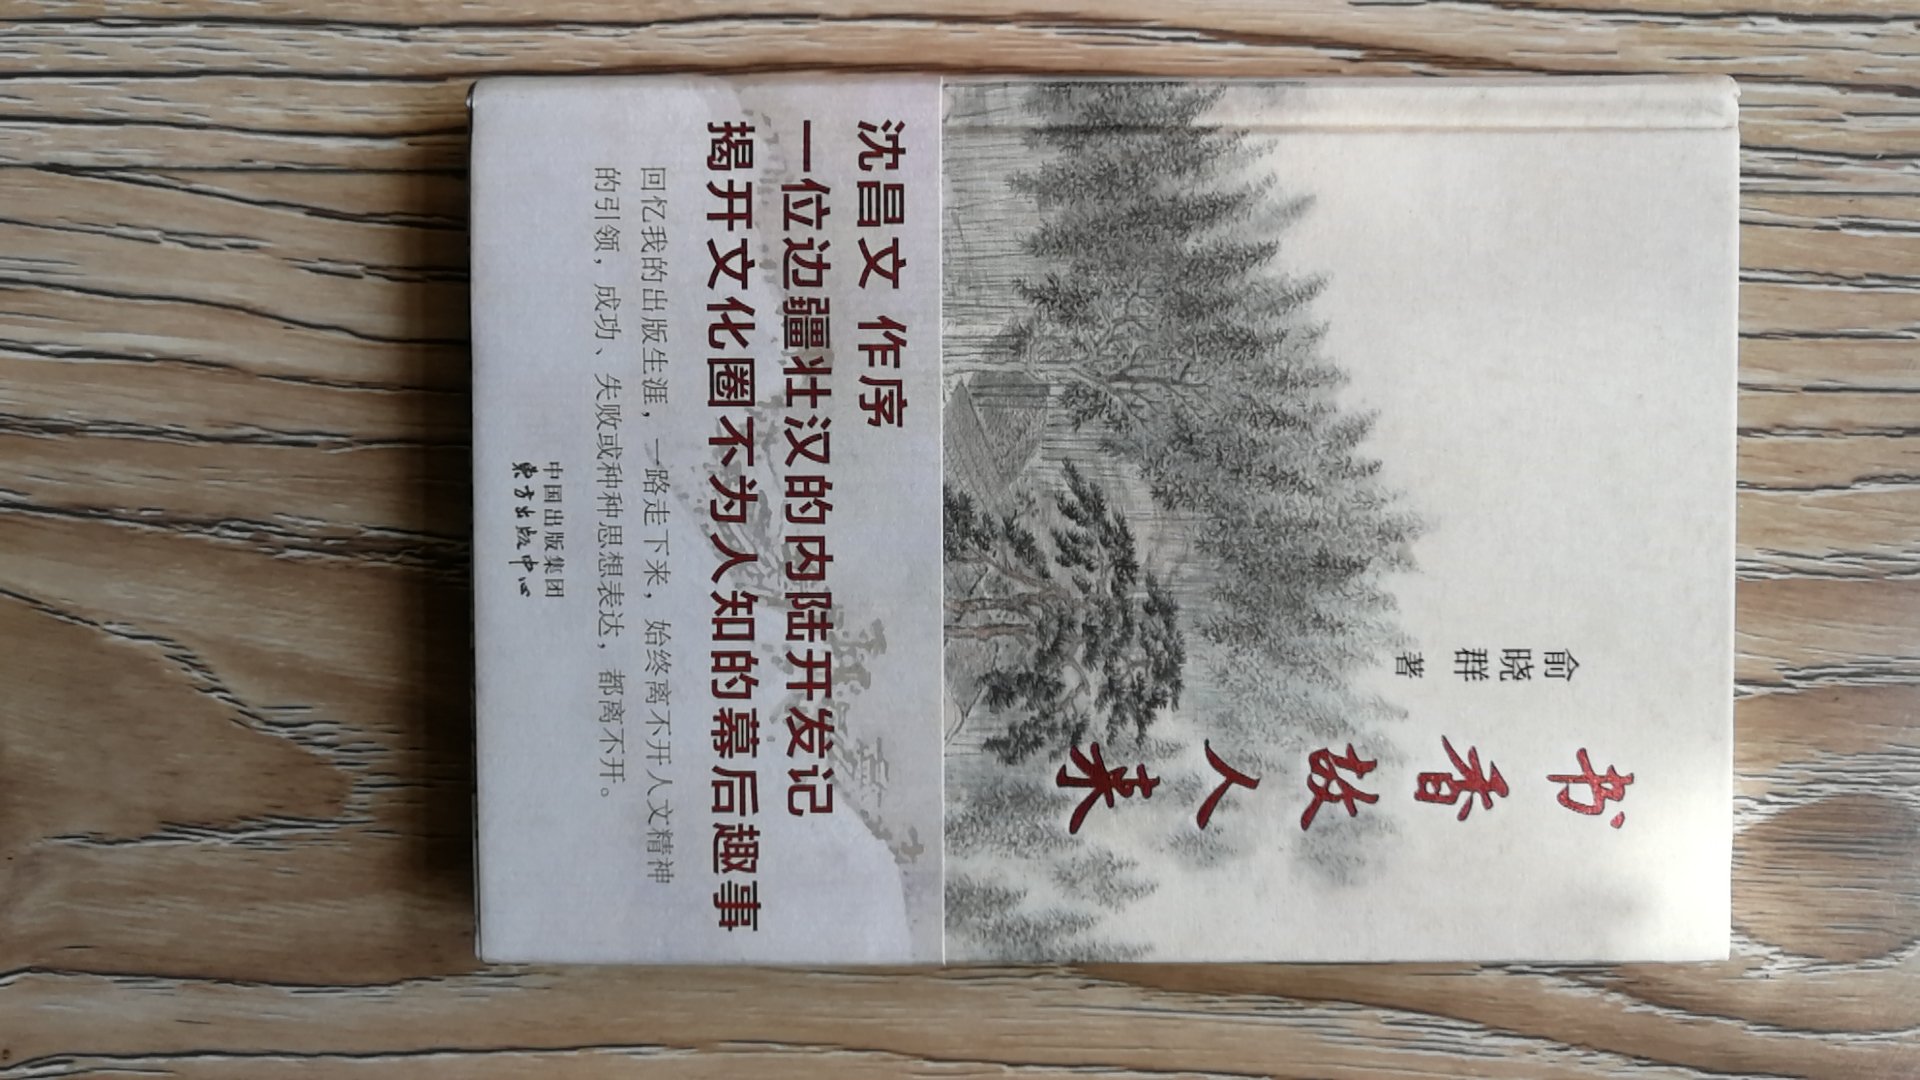 书香故人来
俞晓群 著
沈昌文 作序
一位边疆壮汉的内陆开发记
揭开文化圈不为人知的幕后趣事
回忆我的出版生涯，一路走下来，始终离不开人文精神
的引领，成功、失败或种种思想表达，都离不开。
中国出版集团
东方出版中心